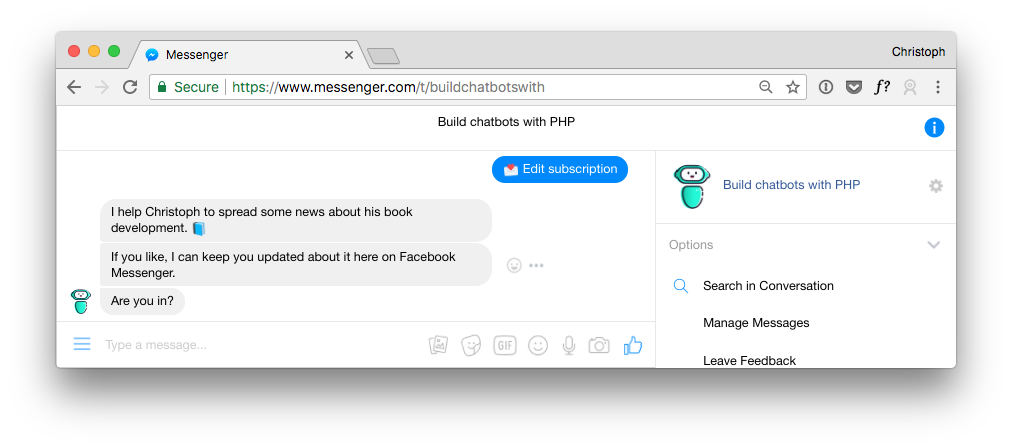 Messenger
Christoph
Secure
https://www.messenger.com/t/buildchatbotswith
f?
Build chatbots with PHP
Edit subscription
Build chatbots with PHP
I help Christoph to spread some news about his book
development.
Options
If you like, I can keep you updated about it here on Facebook
Messenger.
Search in Conversation
Are you in?
Manage Messages
Type a message...
GIF
Leave Feedback